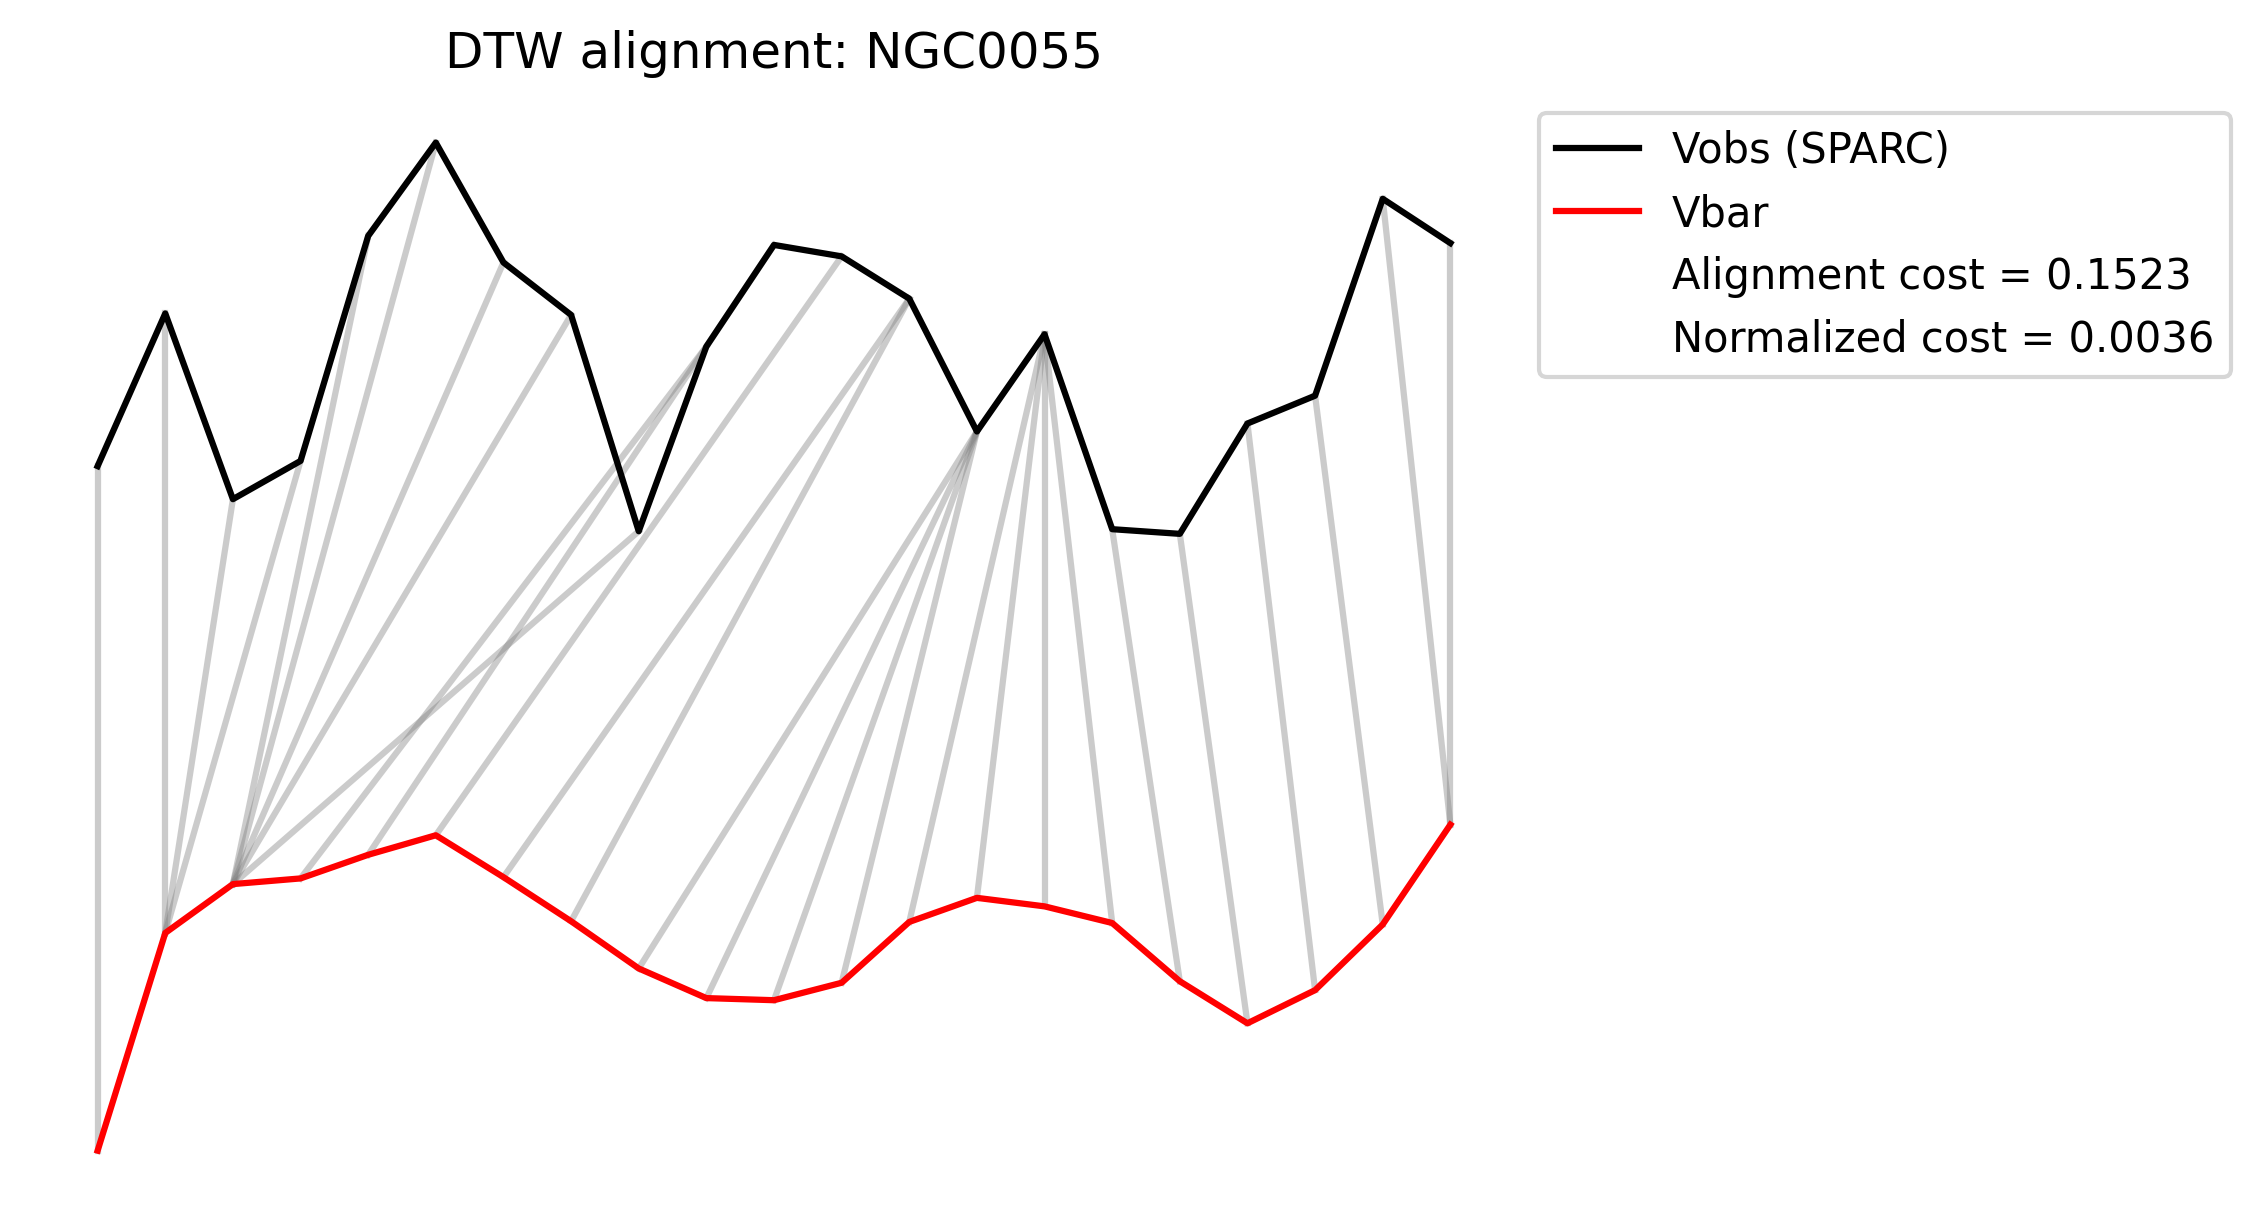 DTW alignment: NGC0055
Vobs (SPARC)
Vbar
Alignment cost = 0.1523
Normalized cost = 0.0036